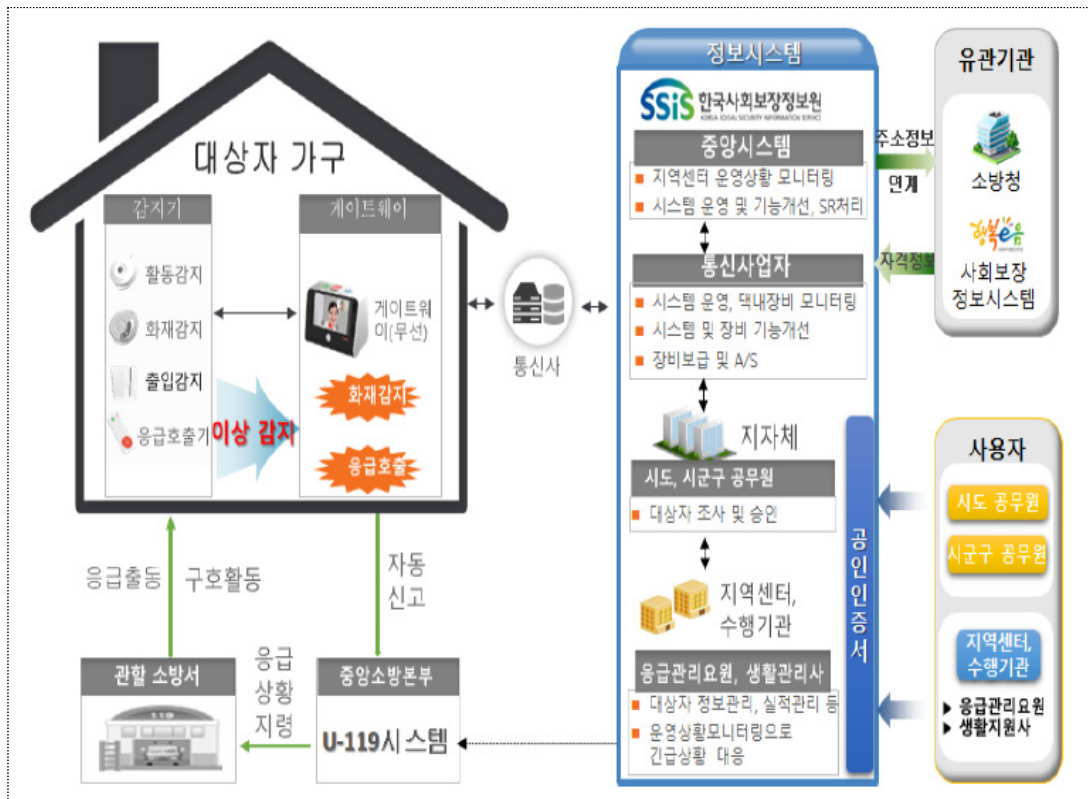 대상자 가구
감지기
활동감지
화재감지
출입감지
응급호출기
이상 감지
게이트웨이
게이트웨
이(무선)
화재감지
응급호출
통신사
응급출동
구호활동
자동
신고
관할 소방서
119
응급
상황
지령
중앙소방본부
U-119시스템
정보시스템
SSiS 한국사회보장정보원
KOREA SOCIAL SECURITY INFORMATION SERVICE
중앙시스템
지역센터 운영상황 모니터링
시스템 운영 및 기능개선, SR처리
통신사업자
시스템 운영, 댁내장비 모니터링
시스템 및 장비 기능개선
장비보급 및 A/S
지자체
시도, 시군구 공무원
대상자 조사 및 승인
지역센터,
수행기관
응급관리요원, 생활관리사
대상자 정보관리, 실적관리 등
운영상황모니터링으로
긴급상황 대응
공인인증서
주소정보
연계
자격정보
유관기관
소방청
행복e음
사회보장
정보시스템
사용자
시도 공무원
시군구 공무원
지역센터,
수행기관
응급관리요원
생활지원사